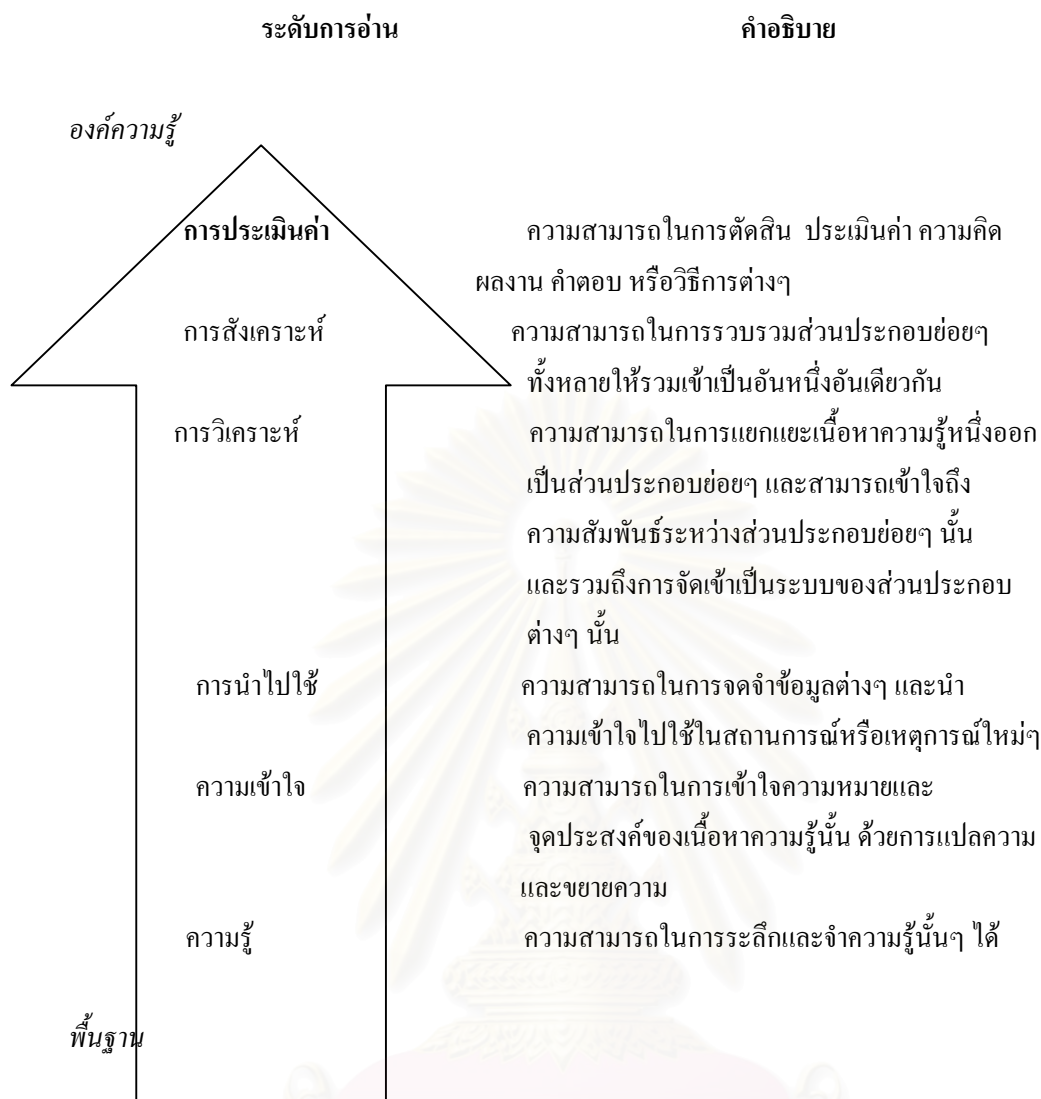 ระดับการอ่าน คำอธิบาย
องค์ความรู้
การประเมินค่า ความสามารถในการตัดสิน ประเมินค่า ความคิด
ผลงาน คำตอบ หรือวิธีการต่างๆ
การสังเคราะห์ ความสามารถในการรวบรวมส่วนประกอบย่อยๆ
ทั้งหลายให้รวมเข้าเป็นอันหนึ่งอันเดียวกัน
การวิเคราะห์ ความสามารถในการแยกแยะเนื้อหาความรู้หนึ่งออก
เป็นส่วนประกอบย่อยๆ และสามารถเข้าใจถึง
ความสัมพันธ์ระหว่างส่วนประกอบย่อยๆ นั้น
และรวมถึงการจัดเข้าเป็นระบบของส่วนประกอบ
ต่างๆ นั้น
การนำไปใช้ ความสามารถในการจดจำข้อมูลต่างๆ และนำ
ความเข้าใจไปใช้ในสถานการณ์หรือเหตุการณ์ใหม่ๆ
ความเข้าใจ ความสามารถในการเข้าใจความหมายและ
จุดประสงค์ของเนื้อหาความรู้นั้น ด้วยการแปลความ
และขยายความ
ความรู้ ความสามารถในการระลึกและจำความรู้นั้นๆ ได้
พื้นฐาน